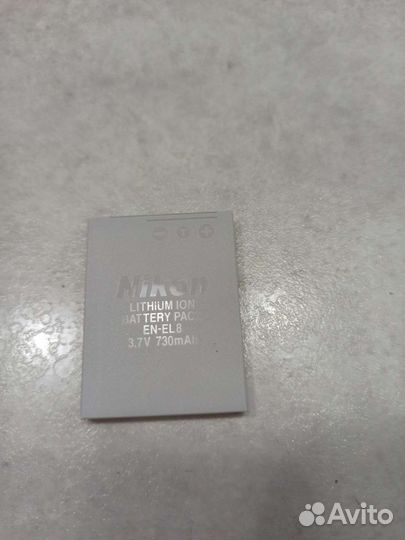 Nikon
LITHIUM ION
BATTERY PACK
EN-EL8
3.7V 730mAh
Avito